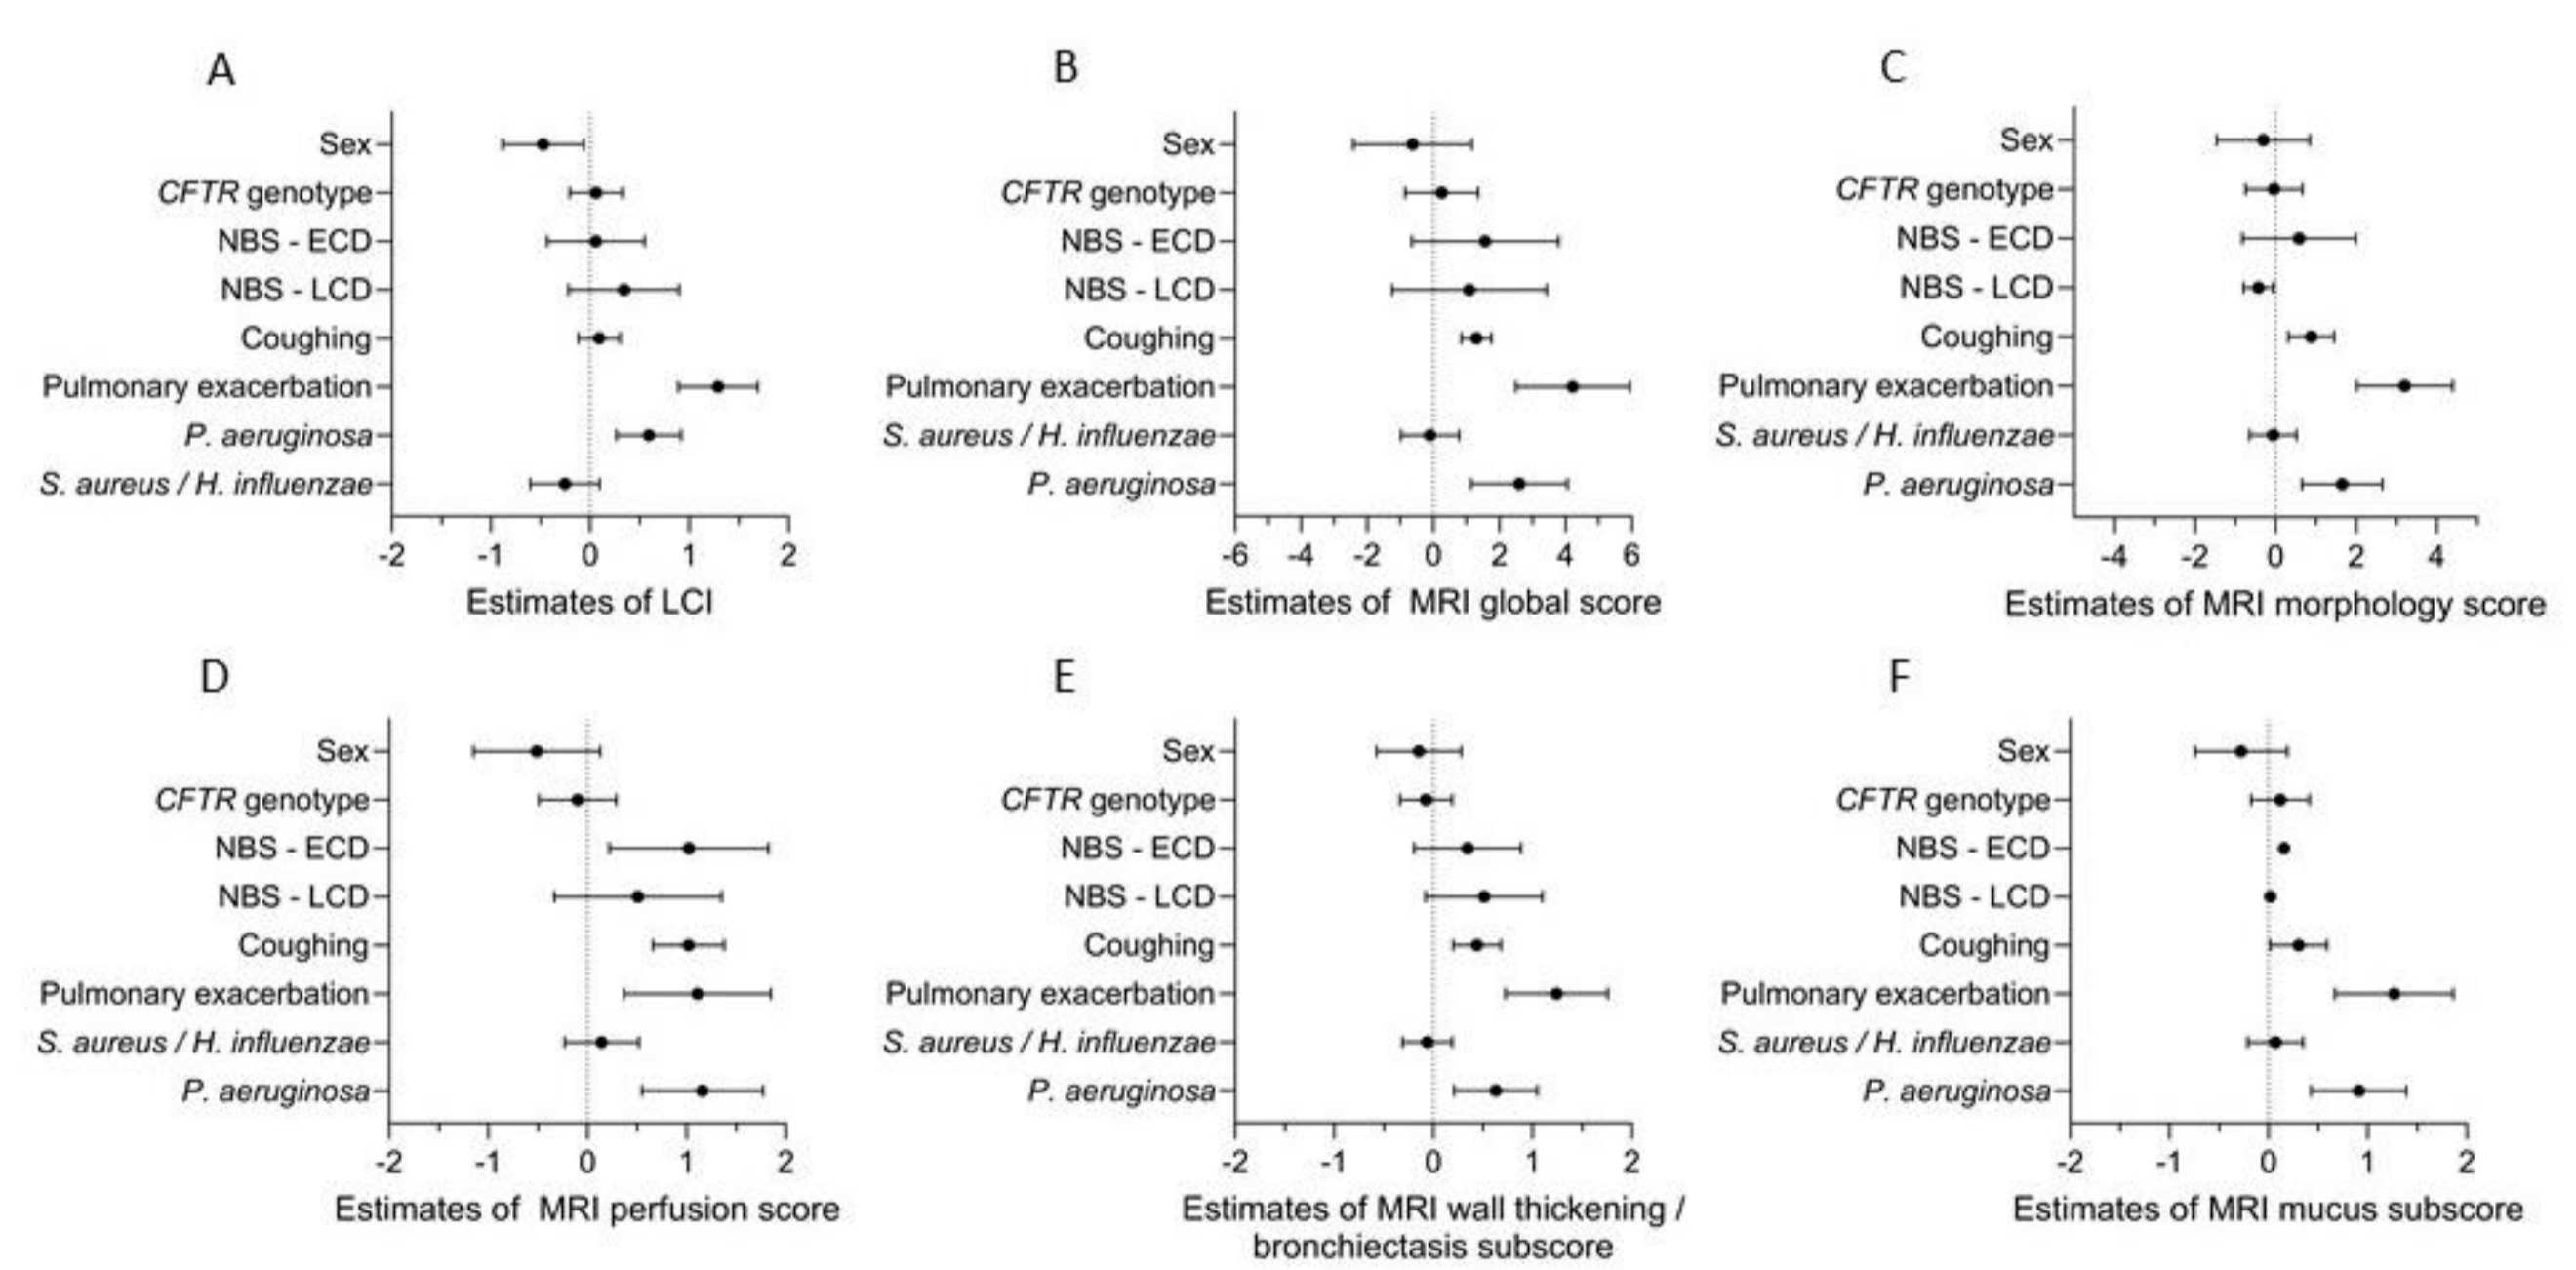 A
Sex
CFTR genotype
NBS - ECD
NBS - LCD
Coughing
Pulmonary exacerbation
P. aeruginosa
S. aureus / H. influenzae
-2 -1 0 1 2
Estimates of LCI
B
Sex
CFTR genotype
NBS - ECD
NBS - LCD
Coughing
Pulmonary exacerbation
S. aureus / H. influenzae
P. aeruginosa
-6 -4 -2 0 2 4 6
Estimates of MRI global score
C
Sex
CFTR genotype
NBS - ECD
NBS - LCD
Coughing
Pulmonary exacerbation
S. aureus / H. influenzae
P. aeruginosa
-4 -2 0 2 4
Estimates of MRI morphology score
D
Sex
CFTR genotype
NBS - ECD
NBS - LCD
Coughing
Pulmonary exacerbation
S. aureus / H. influenzae
P. aeruginosa
-2 -1 0 1 2
Estimates of MRI perfusion score
E
Sex
CFTR genotype
NBS - ECD
NBS - LCD
Coughing
Pulmonary exacerbation
S. aureus / H. influenzae
P. aeruginosa
-2 -1 0 1 2
Estimates of MRI wall thickening /
bronchiectasis subscore
F
Sex
CFTR genotype
NBS - ECD
NBS - LCD
Coughing
Pulmonary exacerbation
S. aureus / H. influenzae
P. aeruginosa
-2 -1 0 1 2
Estimates of MRI mucus subscore